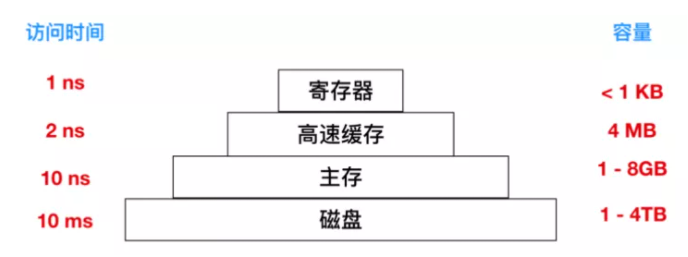 访问时间 容量
1 ns 寄存器 < 1 KB
2 ns 高速缓存 4 MB
10 ns 主存 1 - 8GB
10 ms 磁盘 1 - 4TB